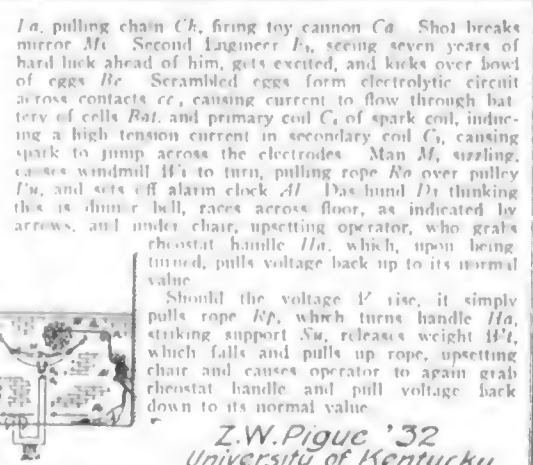 La, pulling chain Ch, firing toy cannon Ca Shot breaks
mirror Mi Second Engineer E₂, seeing seven years of
hard luck ahead of him, gets excited, and kicks over bowl
of eggs Be Scrambled eggs form electrolytic circuit
across contacts cc, causing current to flow through bat
tery of cells Bat. and primary coil C₁ of spark coil, induc-
ing a high tension current in secondary coil C₂, causing
spark to jump across the electrodes Man M, sizzling,
causes windmill Wi to turn, pulling rope Ro over pulley
Pu, and sets off alarm clock Al Das hund D₁ thinking
this is dinner bell, races across floor, as indicated by
arrows, and under chair, upsetting operator, who grabs
rheostat handle Ha, which, upon being
turned, pulls voltage back up to its normal
value
Should the voltage V rise, it simply
pulls rope Rp, which turns handle Ha,
striking support Su, releases weight Wt,
which falls and pulls up rope, upsetting
chair and causes operator to again grab
rheostat handle and pull voltage back
down to its normal value
Z.W.Pigue '32
University of Kentucky